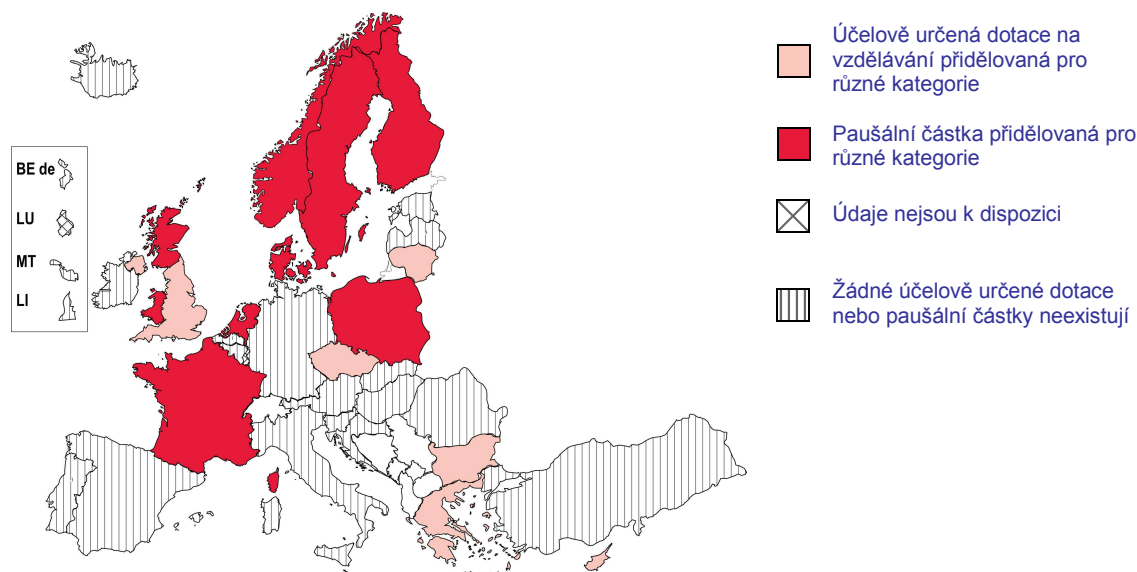 Účelově určená dotace na
vzdělávání přidělovaná pro
různé kategorie
Paušální částka přidělovaná pro
různé kategorie
Údaje nejsou k dispozici
Žádné účelově určené dotace
nebo paušální částky neexistují
BE de
LU
MT
LI